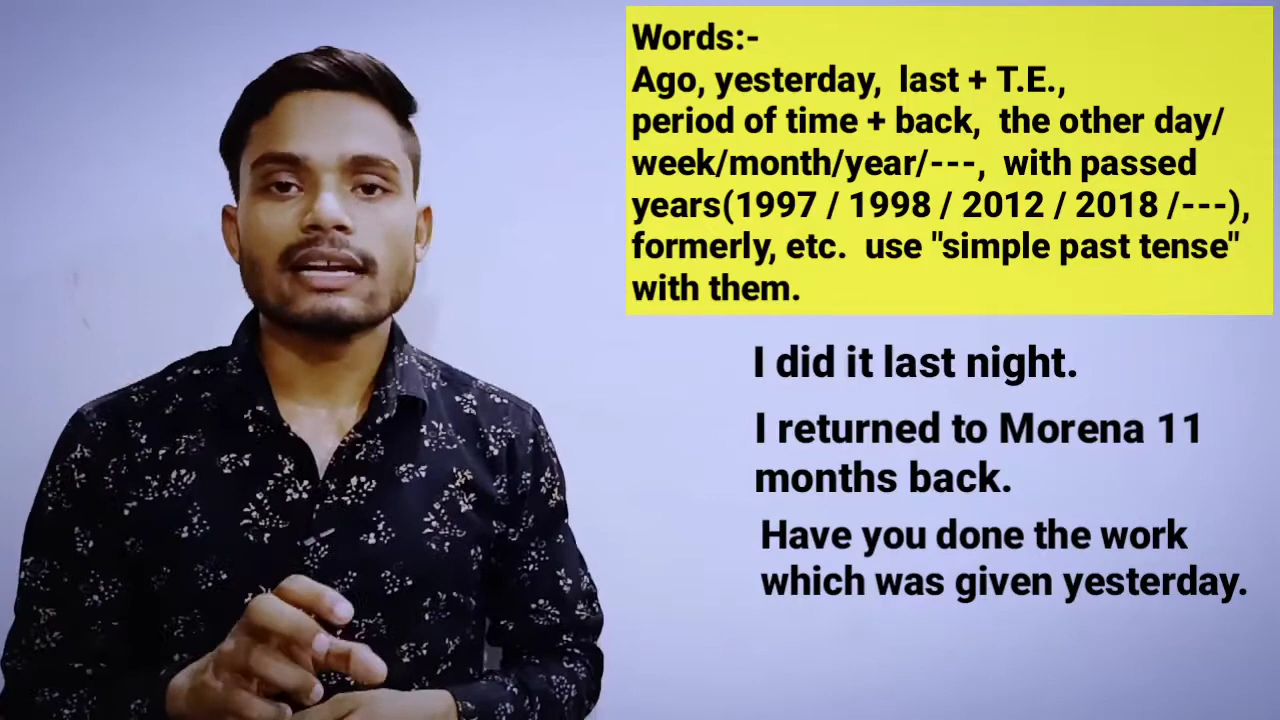 Words:-
Ago, yesterday,  last + T.E.,
period of time + back,  the other day/
week/month/year/---,  with passed
years(1997 / 1998 / 2012 / 2018 /---),
formerly, etc.  use "simple past tense"
with them.
I did it last night.
I returned to Morena 11
months back.
Have you done the work
which was given yesterday.